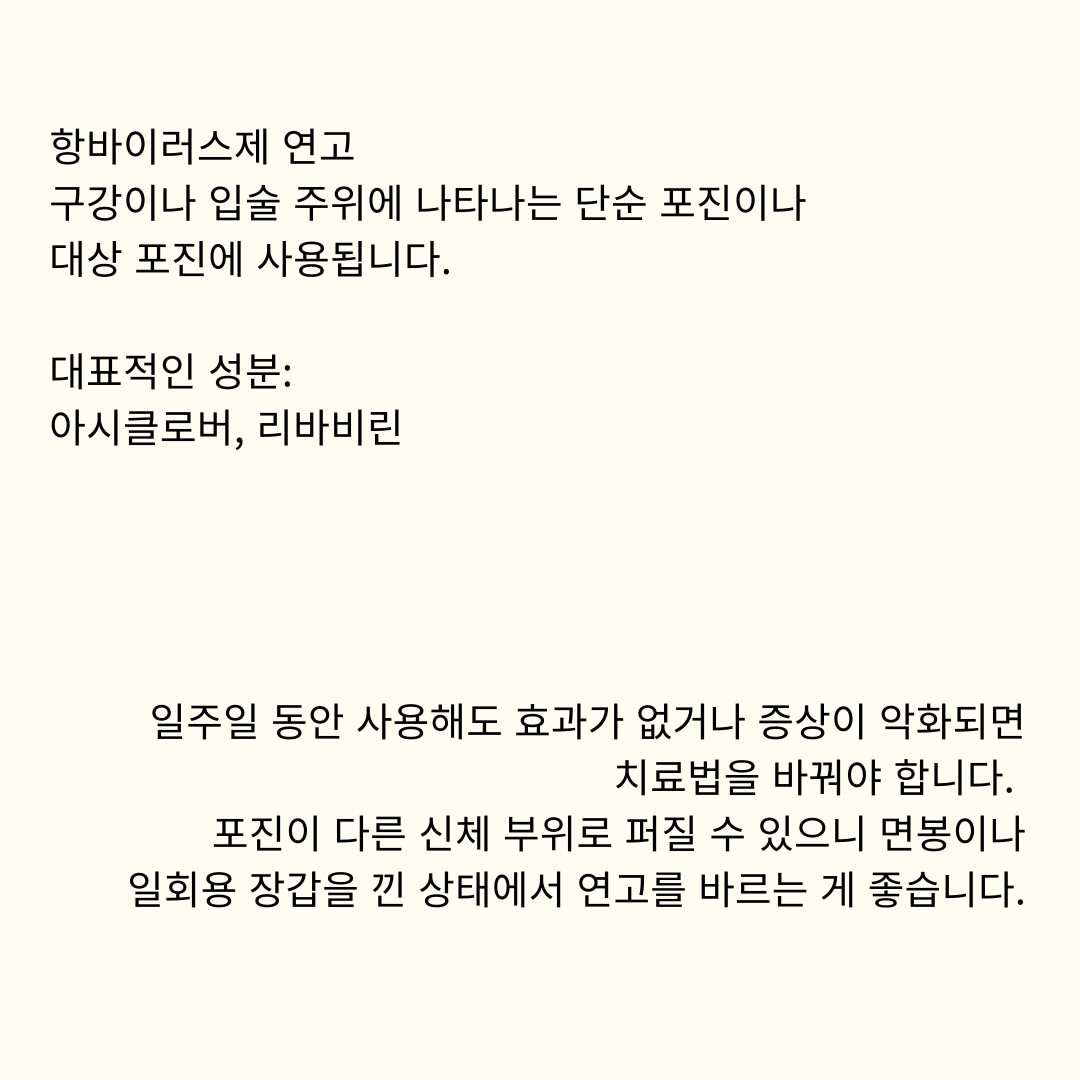 항바이러스제 연고
구강이나 입술 주위에 나타나는 단순 포진이나
대상 포진에 사용됩니다.
대표적인 성분:
아시클로버, 리바비린
일주일 동안 사용해도 효과가 없거나 증상이 악화되면
치료법을 바꿔야 합니다.
포진이 다른 신체 부위로 퍼질 수 있으니 면봉이나
일회용 장갑을 낀 상태에서 연고를 바르는 게 좋습니다.